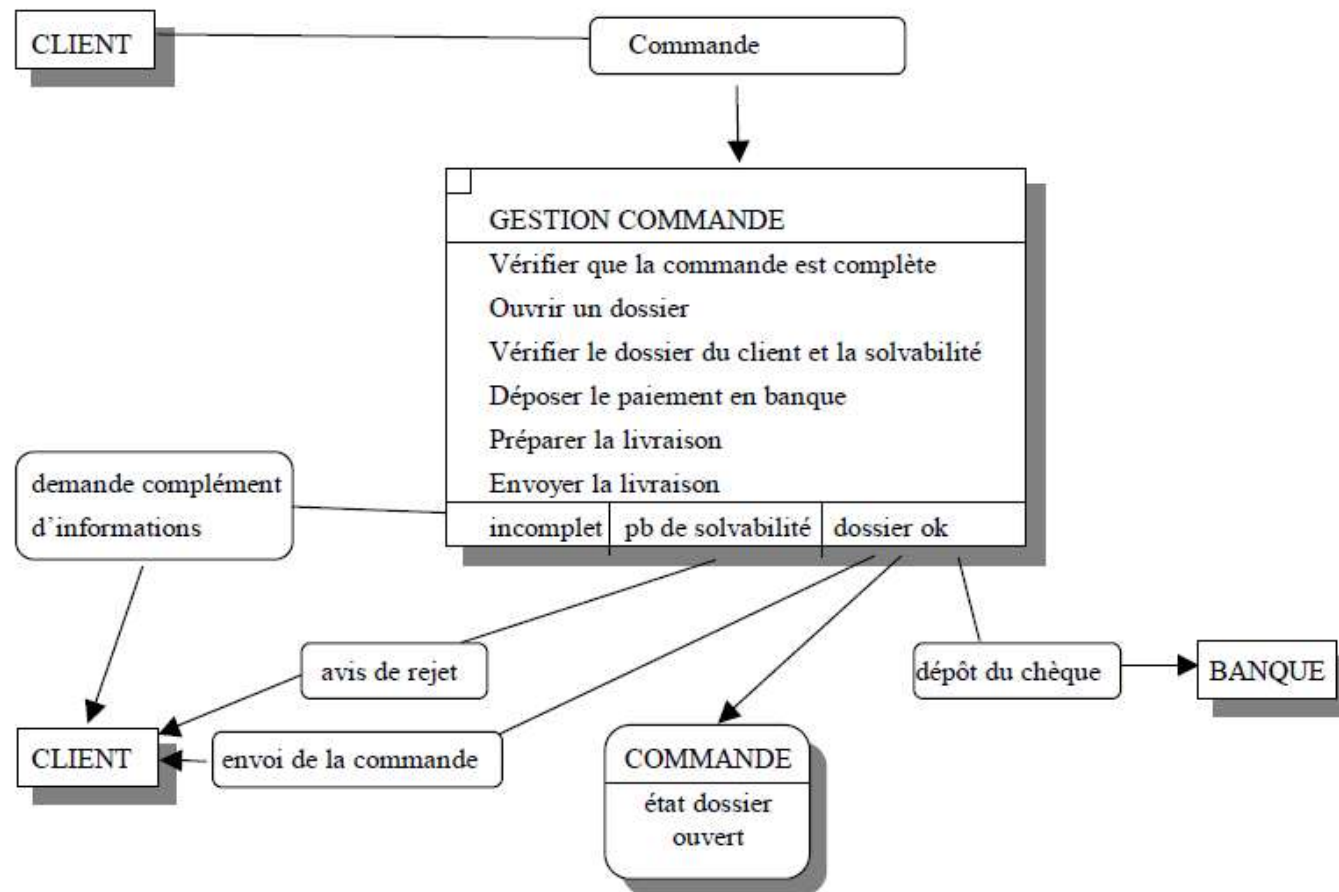 CLIENT
Commande
GESTION COMMANDE
Vérifier que la commande est complète
Ouvrir un dossier
Vérifier le dossier du client et la solvabilité
Déposer le paiement en banque
Préparer la livraison
Envoyer la livraison
incomplet
pb de solvabilité
dossier ok
demande complément
d'informations
avis de rejet
dépôt du chèque
BANQUE
CLIENT
envoi de la commande
COMMANDE
état dossier
ouvert